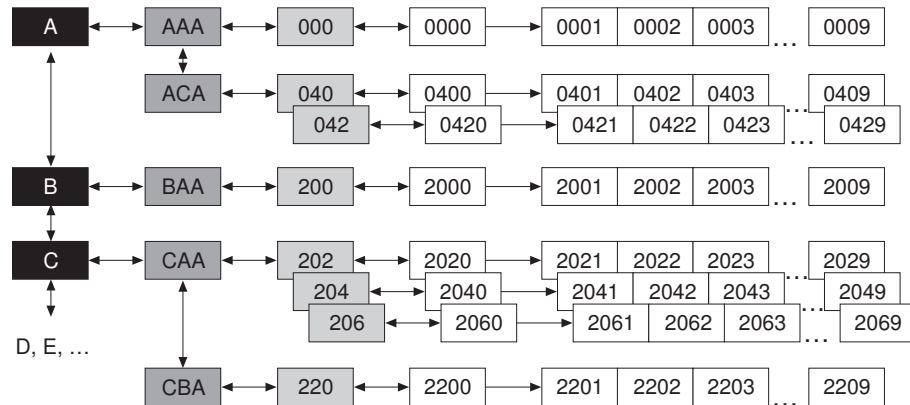 A AAA 000 0000 0001 0002 0003 ... 0009
ACA 040 0400 0401 0402 0403 ... 0409
042 0420 0421 0422 0423 ... 0429
B BAA 200 2000 2001 2002 2003 ... 2009
C CAA 202 2020 2021 2022 2023 ... 2029
204 2040 2041 2042 2043 ... 2049
206 2060 2061 2062 2063 ... 2069
D, E, ...
CBA 220 2200 2201 2202 2203 ... 2209